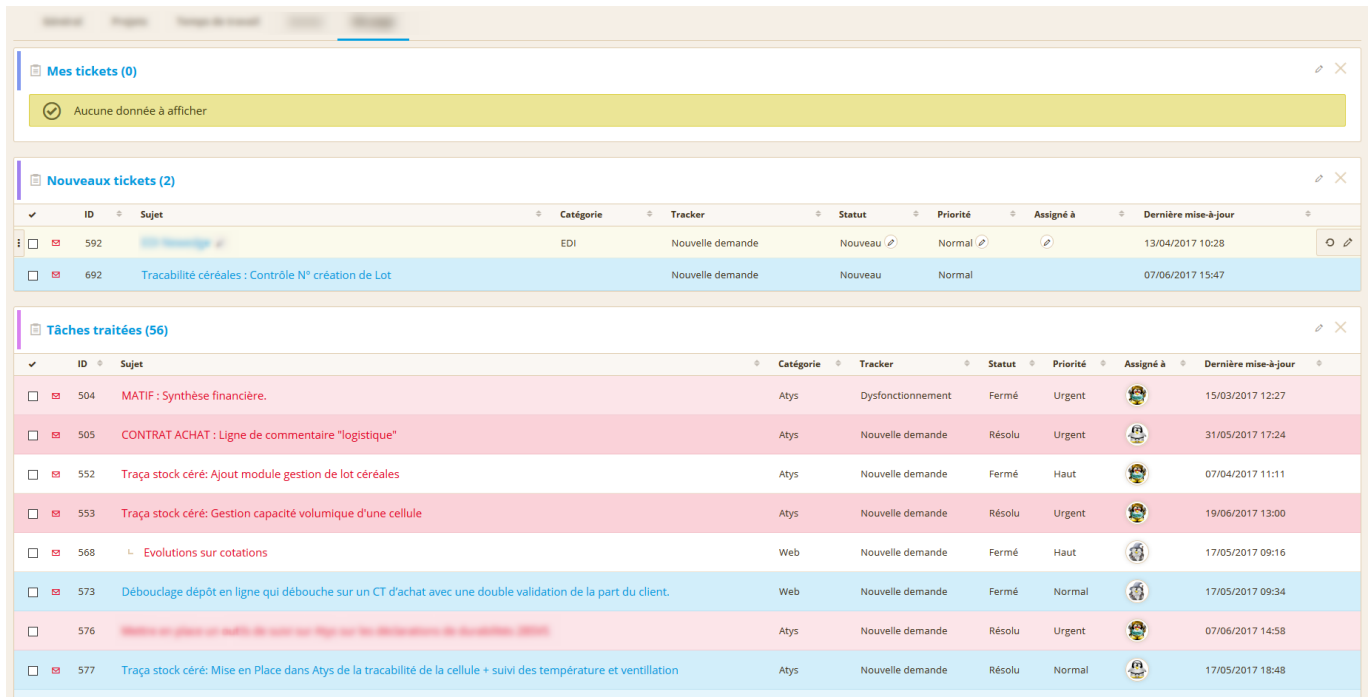 Mes tickets (0)
Aucune donnée à afficher
Nouveaux tickets (2)
ID Sujet Catégorie Tracker Statut Priorité Assigné à Dernière mise-à-jour
592 EDI Nouvelle demande Nouveau Normal 13/04/2017 10:28
692 Tracabilité céréales : Contrôle N° création de Lot Nouvelle demande Nouveau Normal 07/06/2017 15:47
Tâches traitées (56)
ID Sujet Catégorie Tracker Statut Priorité Assigné à Dernière mise-à-jour
504 MATIF : Synthèse financière. Atys Dysfonctionnement Fermé Urgent 15/03/2017 12:27
505 CONTRAT ACHAT : Ligne de commentaire "logistique" Atys Nouvelle demande Résolu Urgent 31/05/2017 17:24
552 Traça stock céré: Ajout module gestion de lot céréales Atys Nouvelle demande Fermé Haut 07/04/2017 11:11
553 Traça stock céré: Gestion capacité volumique d'une cellule Atys Nouvelle demande Résolu Urgent 19/06/2017 13:00
568 Evolutions sur cotations Web Nouvelle demande Fermé Haut 17/05/2017 09:16
573 Débouclage dépôt en ligne qui débouche sur un CT d'achat avec une double validation de la part du client. Web Nouvelle demande Fermé Normal 17/05/2017 09:34
576 Atys Nouvelle demande Résolu Urgent 07/06/2017 14:58
577 Traça stock céré: Mise en Place dans Atys de la tracabilité de la cellule + suivi des température et ventillation Atys Nouvelle demande Résolu Normal 17/05/2017 18:48